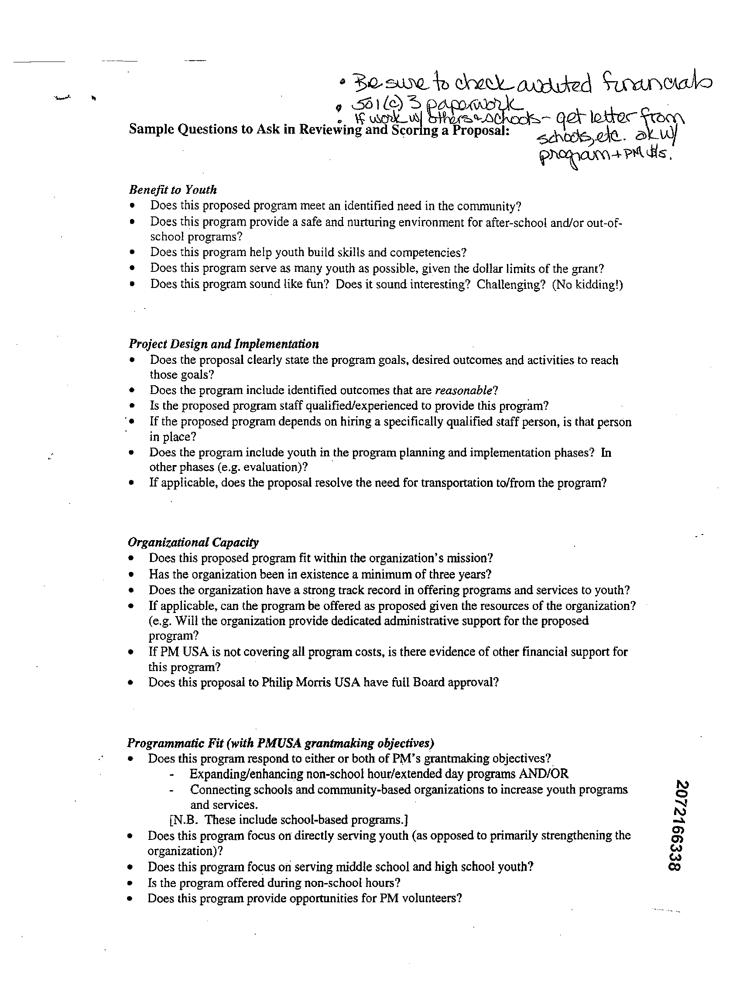 • Be sure to check audited financials
• 501(c)3 paperwork
• If work w/ others & schools - get letter from
schools, etc. ok w/
program + PM $s.
Sample Questions to Ask in Reviewing and Scoring a Proposal:
Benefit to Youth
• Does this proposed program meet an identified need in the community?
• Does this program provide a safe and nurturing environment for after-school and/or out-of-
school programs?
• Does this program help youth build skills and competencies?
• Does this program serve as many youth as possible, given the dollar limits of the grant?
• Does this program sound like fun? Does it sound interesting? Challenging? (No kidding!)
Project Design and Implementation
• Does the proposal clearly state the program goals, desired outcomes and activities to reach
those goals?
• Does the program include identified outcomes that are reasonable?
• Is the proposed program staff qualified/experienced to provide this program?
• If the proposed program depends on hiring a specifically qualified staff person, is that person
in place?
• Does the program include youth in the program planning and implementation phases? In
other phases (e.g. evaluation)?
• If applicable, does the proposal resolve the need for transportation to/from the program?
Organizational Capacity
• Does this proposed program fit within the organization's mission?
• Has the organization been in existence a minimum of three years?
• Does the organization have a strong track record in offering programs and services to youth?
• If applicable, can the program be offered as proposed given the resources of the organization?
(e.g. Will the organization provide dedicated administrative support for the proposed
program?
• If PM USA is not covering all program costs, is there evidence of other financial support for
this program?
• Does this proposal to Philip Morris USA have full Board approval?
Programmatic Fit (with PMUSA grantmaking objectives)
• Does this program respond to either or both of PM's grantmaking objectives?
- Expanding/enhancing non-school hour/extended day programs AND/OR
- Connecting schools and community-based organizations to increase youth programs
and services.
[N.B. These include school-based programs.]
• Does this program focus on directly serving youth (as opposed to primarily strengthening the
organization)?
• Does this program focus on serving middle school and high school youth?
• Is the program offered during non-school hours?
• Does this program provide opportunities for PM volunteers?
2072166338